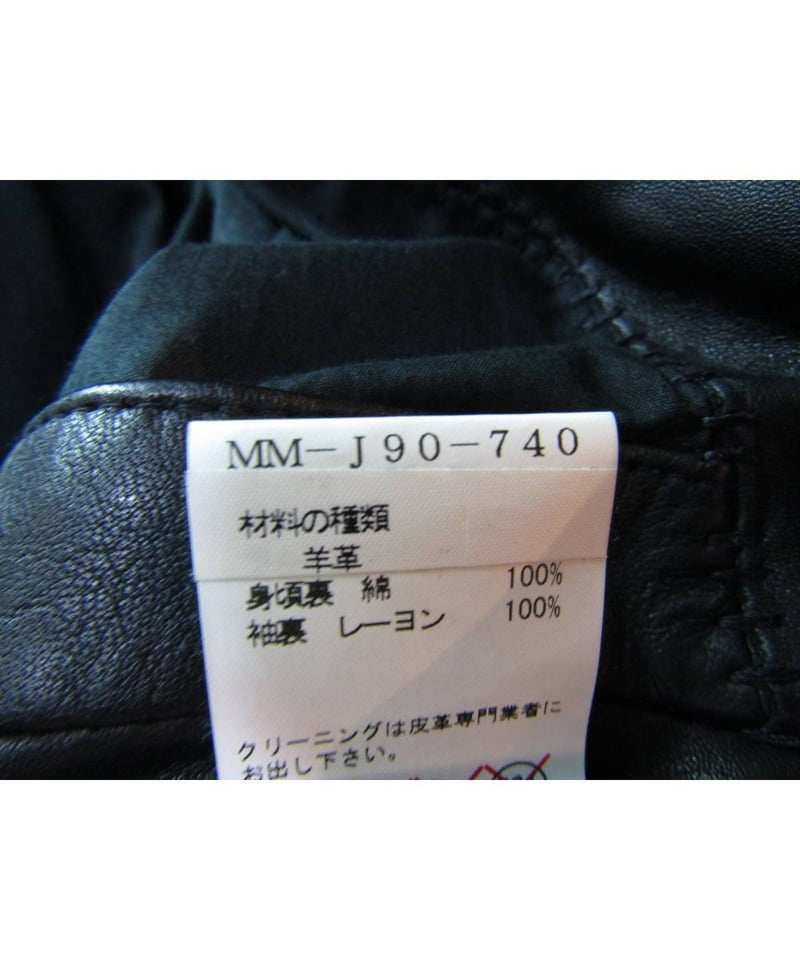 MM-J90-740
材料の種類
羊革
身頃裏 綿 100%
袖裏 レーヨン 100%
クリーニングは皮革専門業者に
お出し下さい。